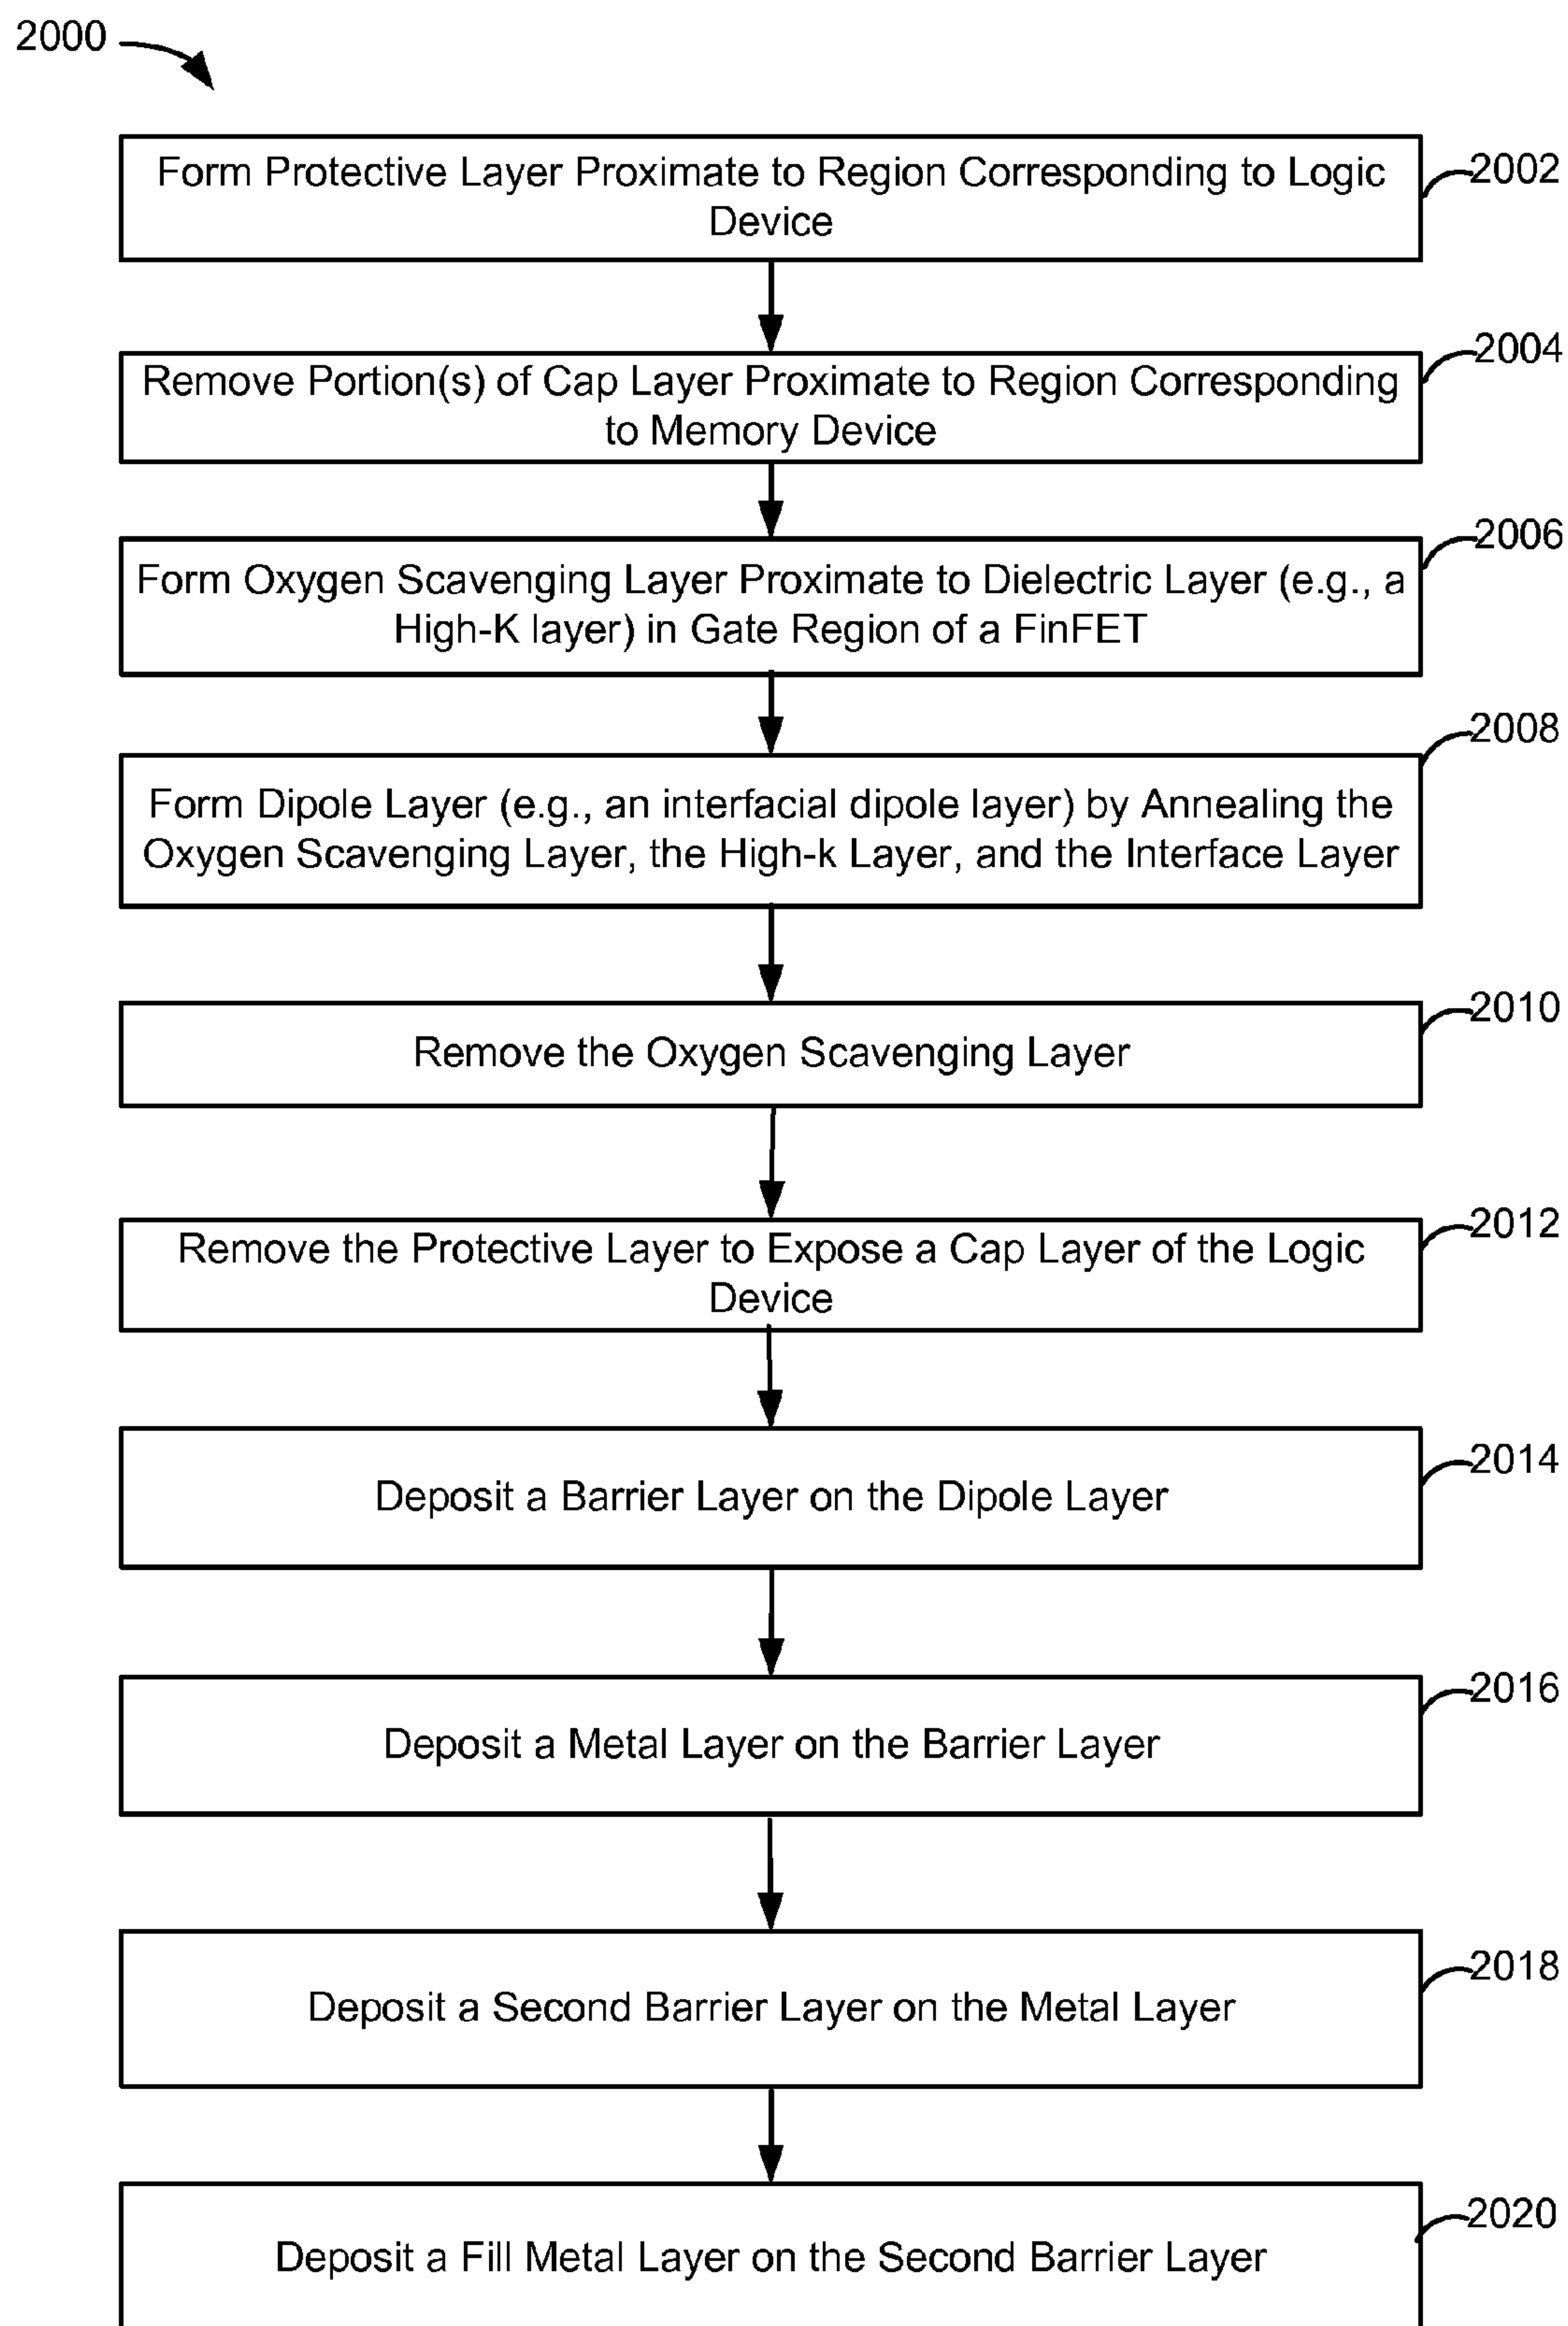 2000
Form Protective Layer Proximate to Region Corresponding to Logic
Device
2002
Remove Portion(s) of Cap Layer Proximate to Region Corresponding
to Memory Device
2004
Form Oxygen Scavenging Layer Proximate to Dielectric Layer (e.g., a
High-K layer) in Gate Region of a FinFET
2006
Form Dipole Layer (e.g., an interfacial dipole layer) by Annealing the
Oxygen Scavenging Layer, the High-k Layer, and the Interface Layer
2008
Remove the Oxygen Scavenging Layer
2010
Remove the Protective Layer to Expose a Cap Layer of the Logic
Device
2012
Deposit a Barrier Layer on the Dipole Layer
2014
Deposit a Metal Layer on the Barrier Layer
2016
Deposit a Second Barrier Layer on the Metal Layer
2018
Deposit a Fill Metal Layer on the Second Barrier Layer
2020